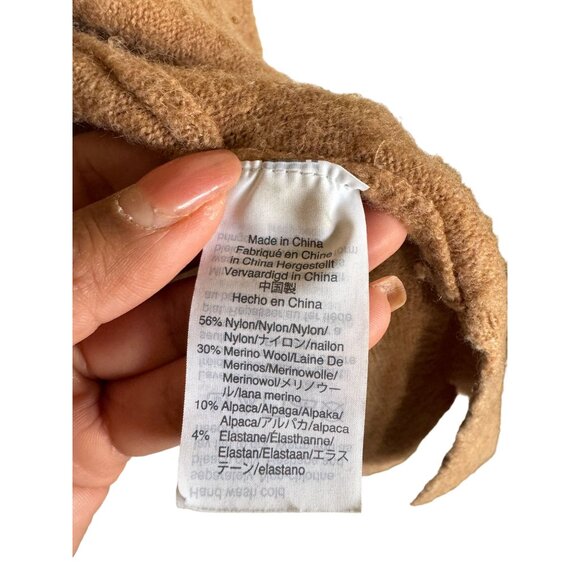 Made in China
Fabriqué en Chine
in China Hergestellt
Vervaardigd in China
中国製
Hecho en China
56% Nylon/Nylon/Nylon/
Nylon/ナイロン/nailon
30% Merino Wool/Laine De
Merinos/Merinowolle/
Merinowol/メリノウー
ル/lana merino
10% Alpaca/Alpaga/Alpaka/
Alpaca/アルパカ/alpaca
4% Elastane/Élasthanne/
Elastan/Elastaan/エラス
テーン/elastano
Hand wash cold